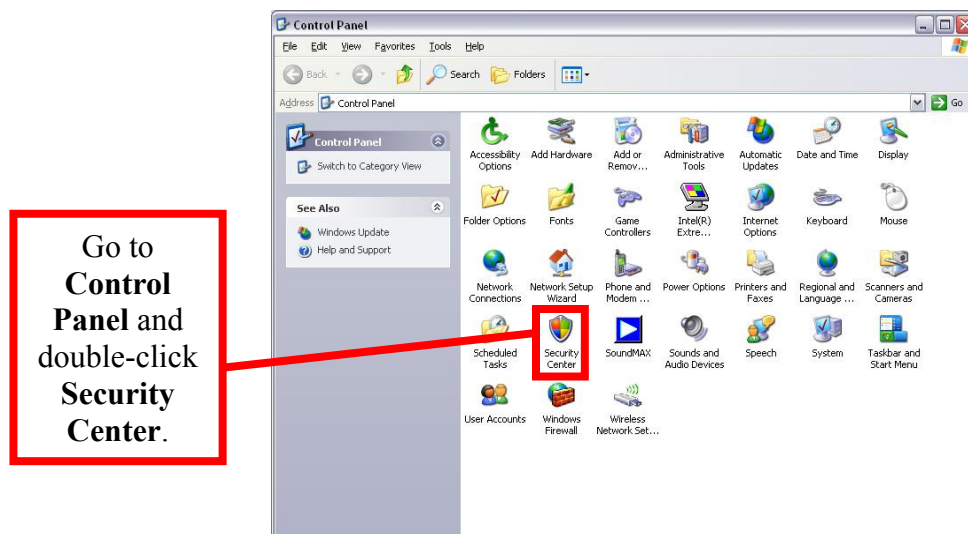 Control Panel
File Edit View Favorites Tools Help
Back Search Folders
Address Control Panel Go
Control Panel
Switch to Category View
See Also
Windows Update
Help and Support
Accessibility Options
Add Hardware
Add or Remov...
Administrative Tools
Automatic Updates
Date and Time
Display
Folder Options
Fonts
Game Controllers
Intel(R) Extre...
Internet Options
Keyboard
Mouse
Network Connections
Network Setup Wizard
Phone and Modem ...
Power Options
Printers and Faxes
Regional and Language ...
Scanners and Cameras
Scheduled Tasks
Security Center
SoundMAX
Sounds and Audio Devices
Speech
System
Taskbar and Start Menu
User Accounts
Windows Firewall
Wireless Network Set...
Go to
Control
Panel and
double-click
Security
Center.